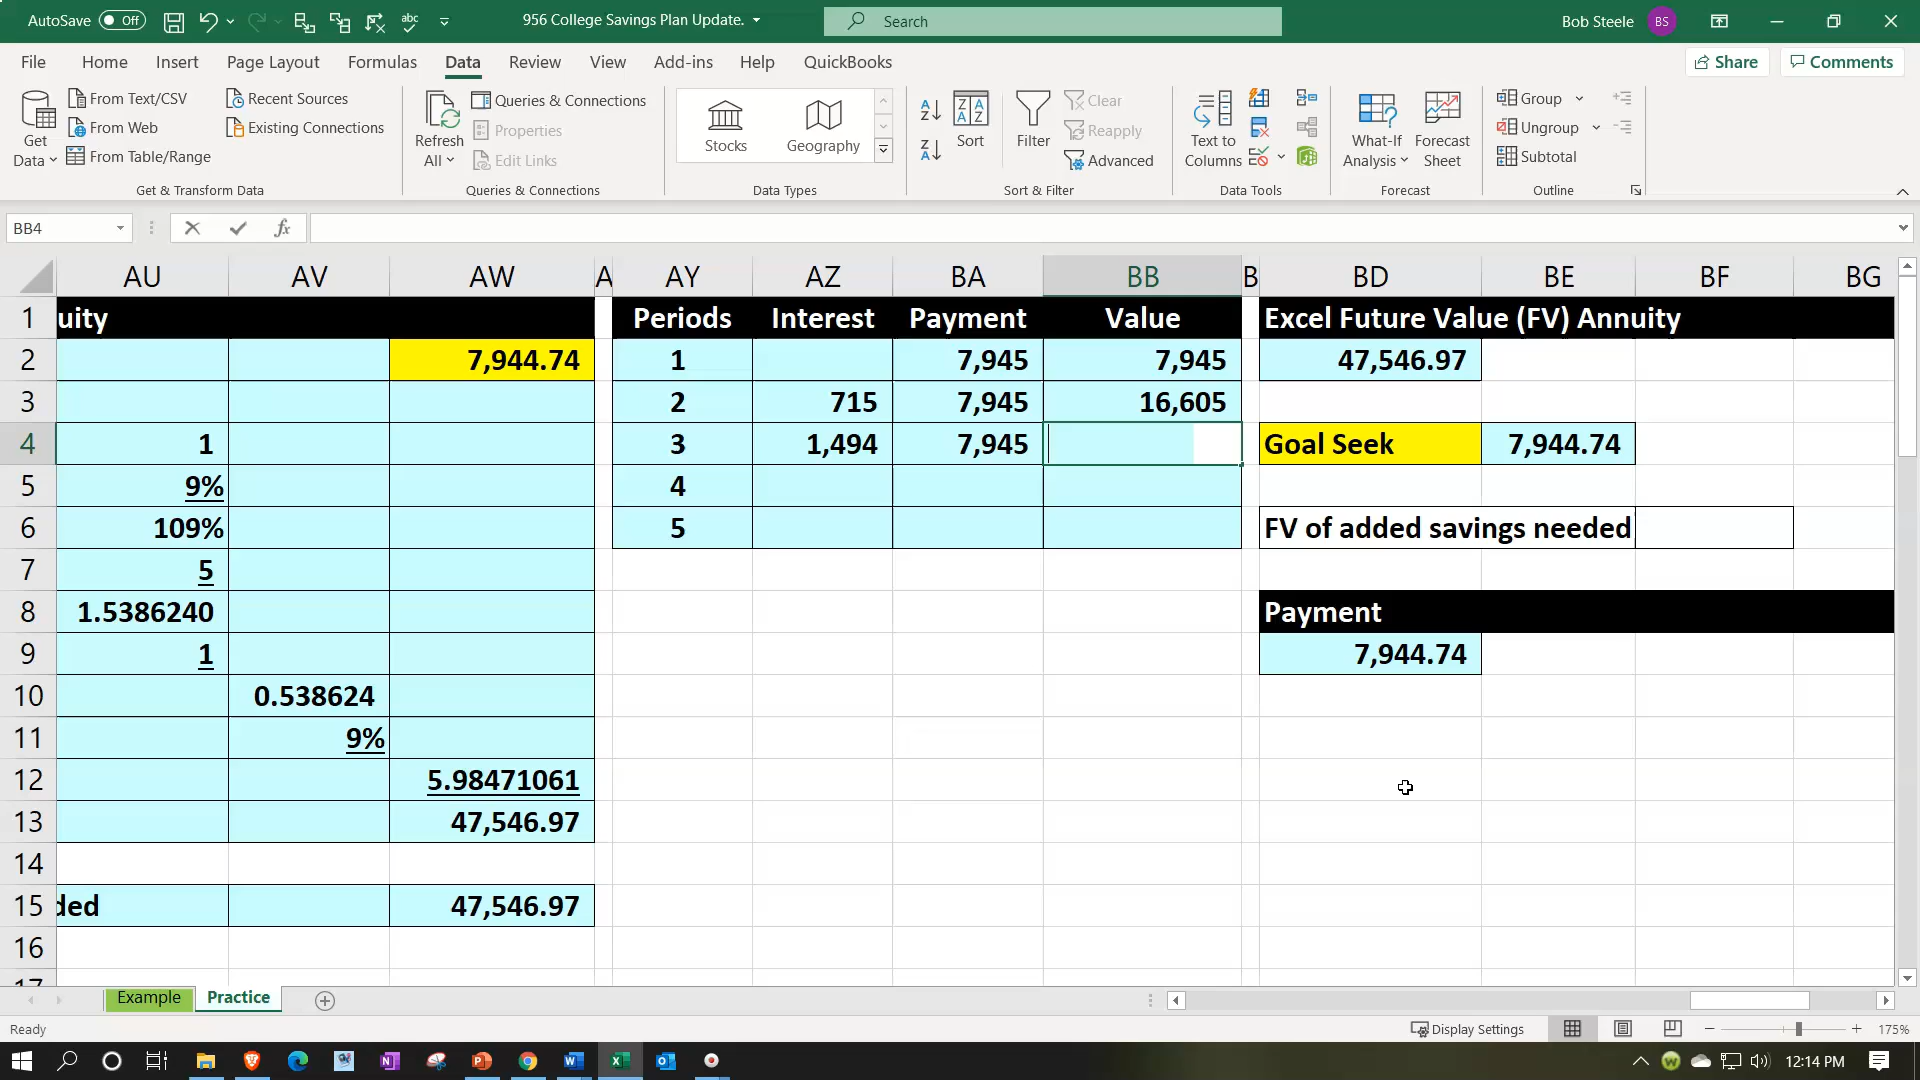 AutoSave Off abc 956 College Savings Plan Update. Search Bob Steele BS
File Home Insert Page Layout Formulas Data Review View Add-ins Help QuickBooks Share Comments
Get Data
From Text/CSV
From Web
From Table/Range
Recent Sources
Existing Connections
Get & Transform Data
Refresh All
Queries & Connections
Properties
Edit Links
Queries & Connections
Stocks
Geography
Data Types
Sort
Filter
Clear
Reapply
Advanced
Sort & Filter
Text to Columns
Data Tools
What-If Analysis
Forecast Sheet
Forecast
Group
Ungroup
Subtotal
Outline
BB4 fx
AU AV AW A AY AZ BA BB B BD BE BF BG
1 uity Periods Interest Payment Value Excel Future Value (FV) Annuity
2 7,944.74 1 7,945 7,945 47,546.97
3 2 715 7,945 16,605
4 1 3 1,494 7,945 Goal Seek 7,944.74
5 9% 4
6 109% 5 FV of added savings needed
7 5
8 1.5386240 Payment
9 1 7,944.74
10 0.538624
11 9%
12 5.98471061
13 47,546.97
14
15 ded 47,546.97
16
17
Example Practice
Ready Display Settings 175%
12:14 PM